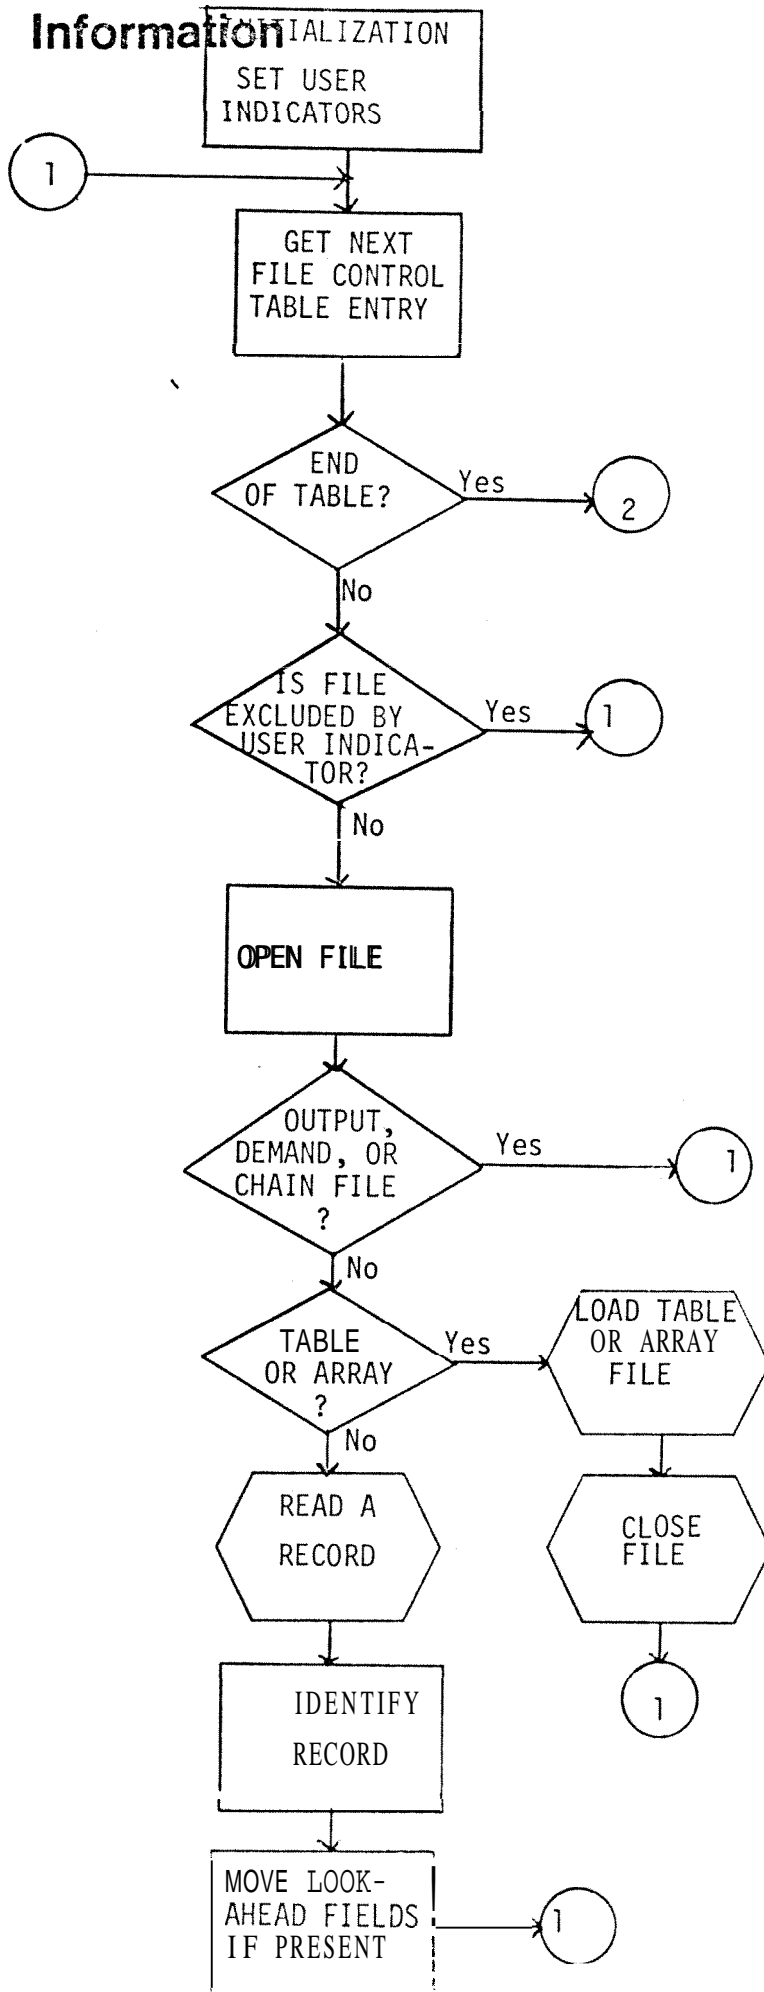 Information
INITIALIZATION
SET USER
INDICATORS
1
GET NEXT
FILE CONTROL
TABLE ENTRY
END
OF TABLE?
Yes
2
No
IS FILE
EXCLUDED BY
USER INDICA-
TOR?
Yes
1
No
OPEN FILE
OUTPUT,
DEMAND, OR
CHAIN FILE
?
Yes
1
No
TABLE
OR ARRAY
?
Yes
LOAD TABLE
OR ARRAY
FILE
No
READ A
RECORD
CLOSE
FILE
1
IDENTIFY
RECORD
MOVE LOOK-
AHEAD FIELDS
IF PRESENT
1